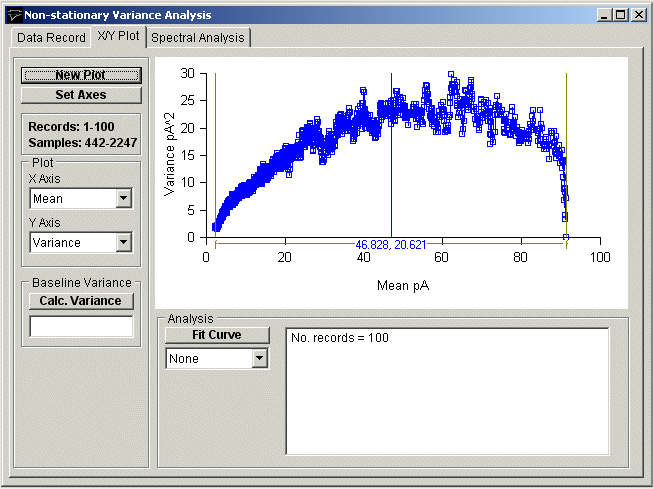 Non-stationary Variance Analysis
Data Record X/Y Plot Spectral Analysis
New Plot
Set Axes
Records: 1-100
Samples: 442-2247
Plot
X Axis
Mean
Y Axis
Variance
Baseline Variance
Calc. Variance
30
25
20
15
10
5
0
Variance pA^2
46.828, 20.621
0 20 40 60 80 100
Mean pA
Analysis
Fit Curve
None
No. records = 100